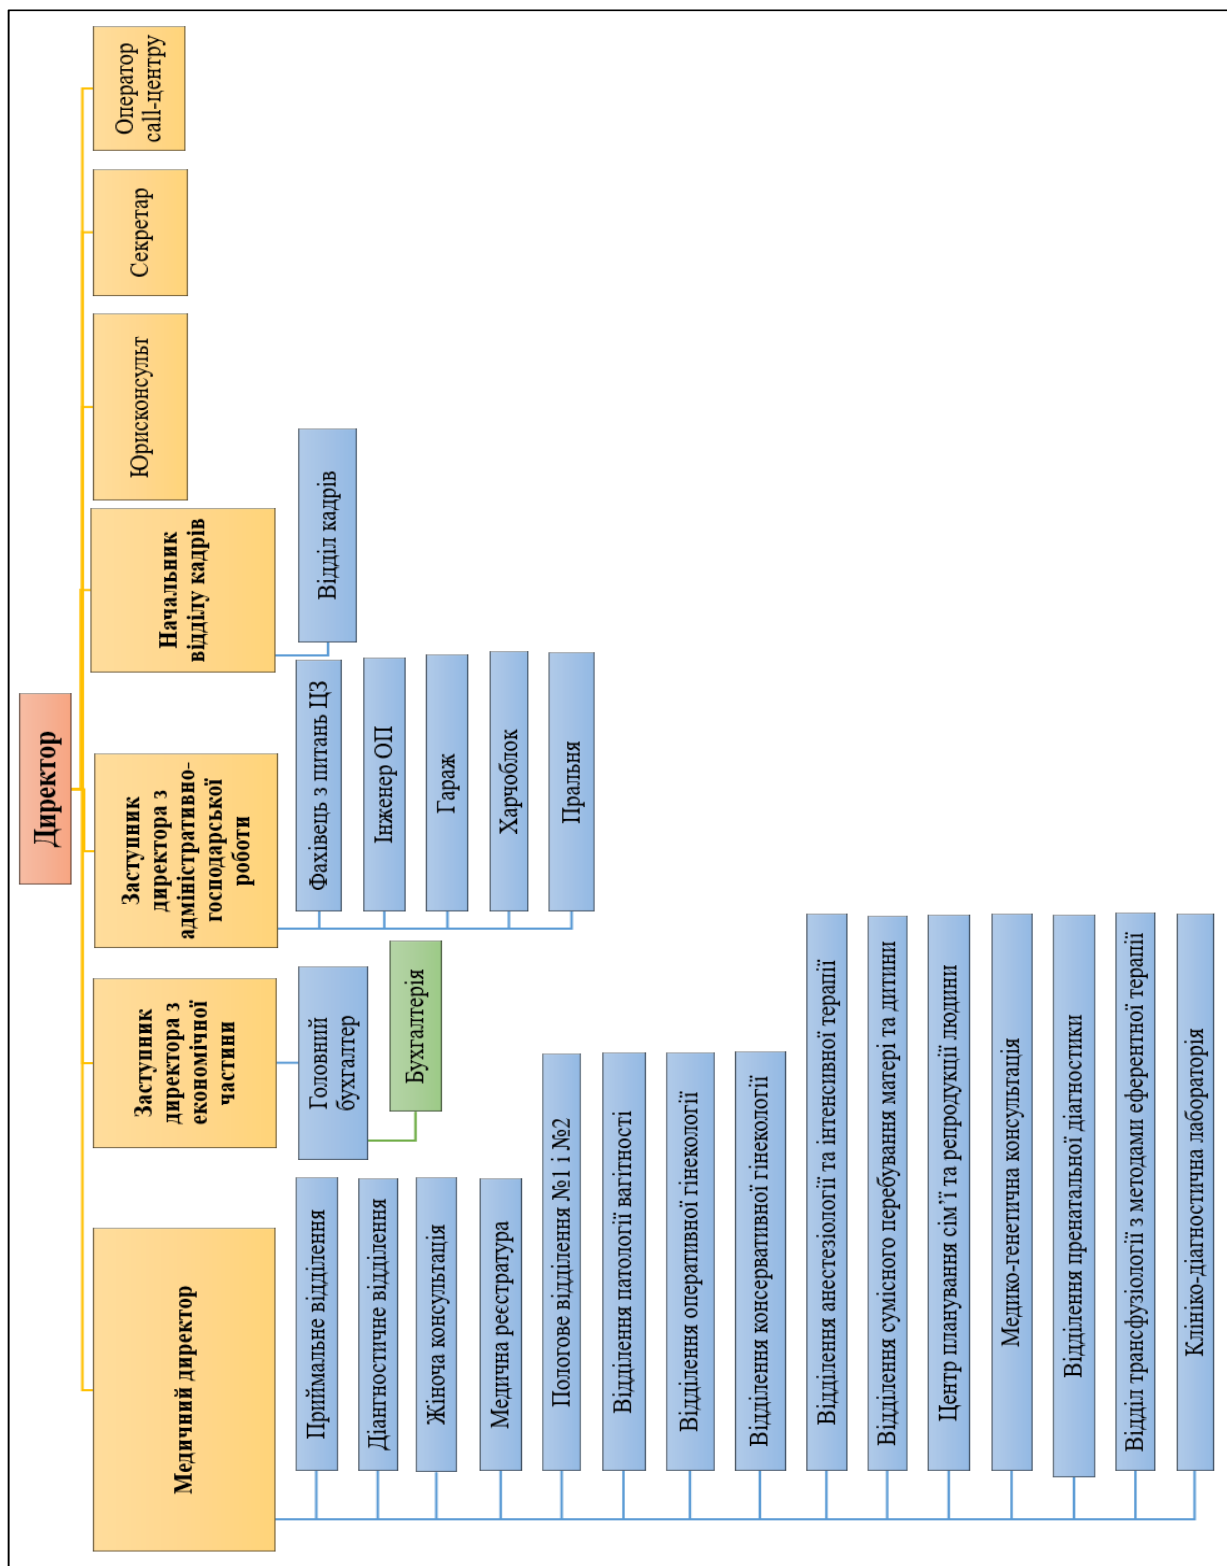 Директор
Медичний директор
Заступник
директора з
економічної
частини
Заступник
директора з
адміністративно-
господарської
роботи
Начальник
відділу кадрів
Юрисконсульт
Секретар
Оператор
call-центру
Приймальне відділення
Діангностичне відділення
Жіноча консультація
Медична реєстратура
Пологове відділення №1 і №2
Відділення патології вагітності
Відділення оперативної гінекології
Відділення консервативної гінекології
Відділення анестезіології та інтенсивної терапії
Відділення сумісного перебування матері та дитини
Центр планування сім’ї та репродукції людини
Медико-генетична консультація
Відділення пренатальної діагностики
Відділ трансфузіології з методами еферентної терапії
Клініко-діагностична лабораторія
Головний
бухгалтер
Бухгалтерія
Фахівець з питань ЦЗ
Інженер ОП
Гараж
Харчоблок
Пральня
Відділ кадрів